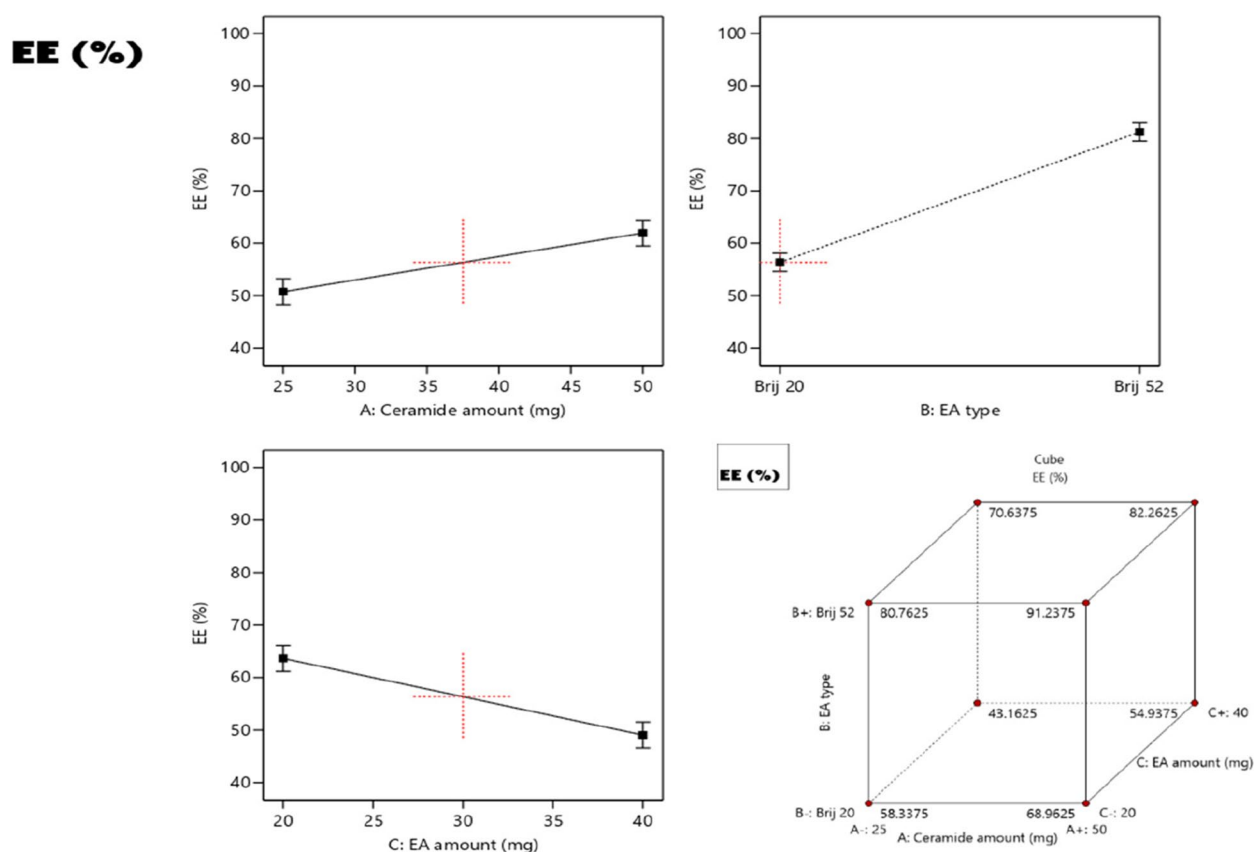 EE (%)
100
90
80
70
60
50
40
EE (%)
25 30 35 40 45 50
A: Ceramide amount (mg)
100
90
80
70
60
50
40
EE (%)
Brij 20 Brij 52
B: EA type
100
90
80
70
60
50
40
EE (%)
20 25 30 35 40
C: EA amount (mg)
EE (%)
Cube
EE (%)
70.6375 82.2625
B+: Brij 52 80.7625 91.2375
B: EA type
43.1625 54.9375 C+: 40
C: EA amount (mg)
B-: Brij 20 58.3375 68.9625 C-: 20
A-: 25 A+: 50
A: Ceramide amount (mg)